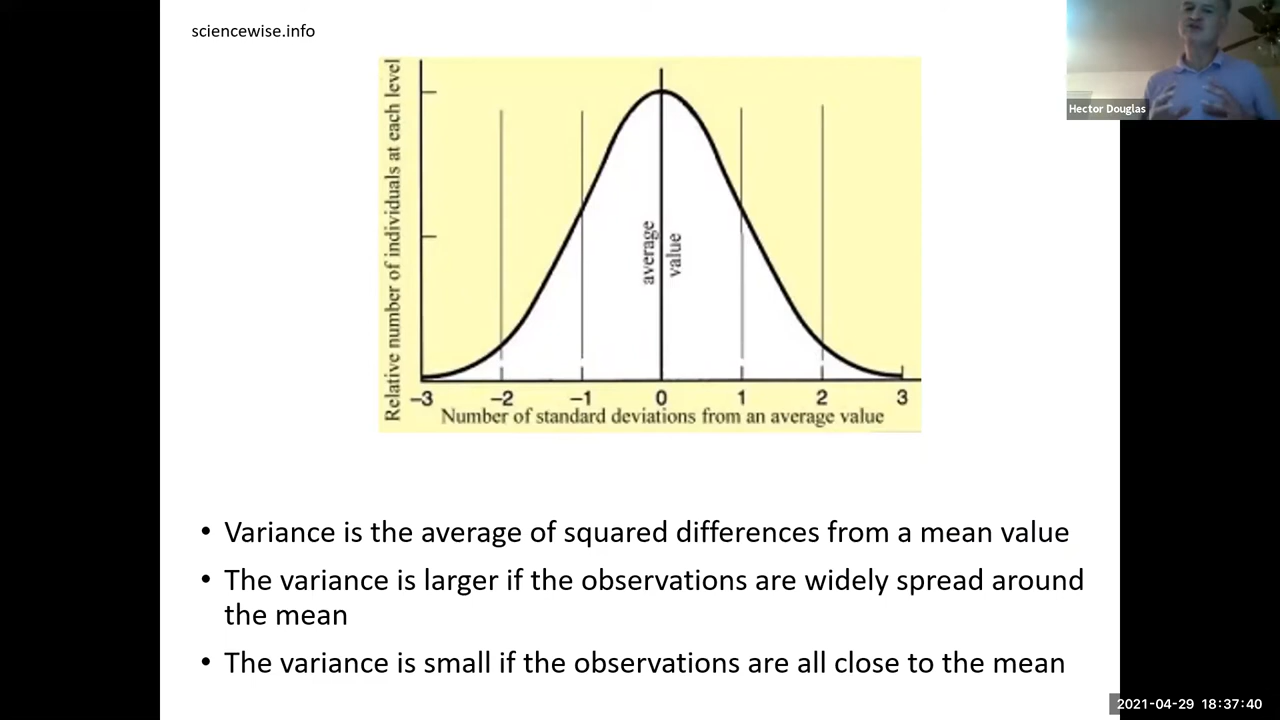 sciencewise.info
Hector Douglas
Relative number of individuals at each level
average
value
−3 −2 −1 0 1 2 3
Number of standard deviations from an average value
• Variance is the average of squared differences from a mean value
• The variance is larger if the observations are widely spread around
the mean
• The variance is small if the observations are all close to the mean
2021-04-29 18:37:40